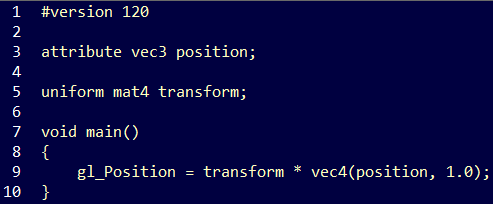 1 #version 120
2
3 attribute vec3 position;
4
5 uniform mat4 transform;
6
7 void main()
8 {
9     gl_Position = transform * vec4(position, 1.0);
10 }